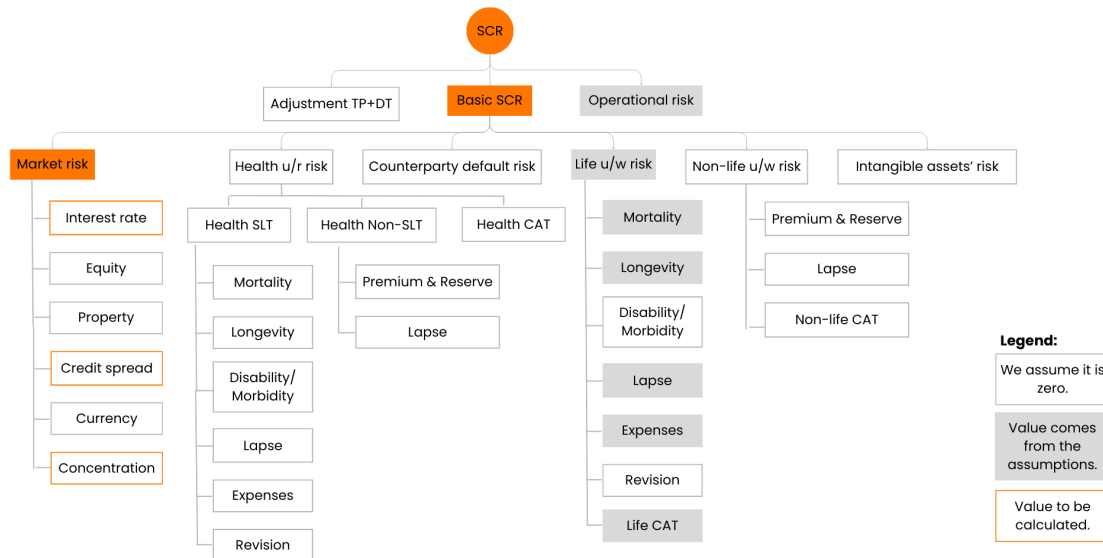 SCR
Adjustment TP+DT
Basic SCR
Operational risk
Market risk
Health u/r risk
Counterparty default risk
Life u/w risk
Non-life u/w risk
Intangible assets’ risk
Interest rate
Equity
Property
Credit spread
Currency
Concentration
Health SLT
Health Non-SLT
Health CAT
Mortality
Longevity
Disability/
Morbidity
Lapse
Expenses
Revision
Premium & Reserve
Lapse
Mortality
Longevity
Disability/
Morbidity
Lapse
Expenses
Revision
Life CAT
Premium & Reserve
Lapse
Non-life CAT
Legend:
We assume it is
zero.
Value comes
from the
assumptions.
Value to be
calculated.